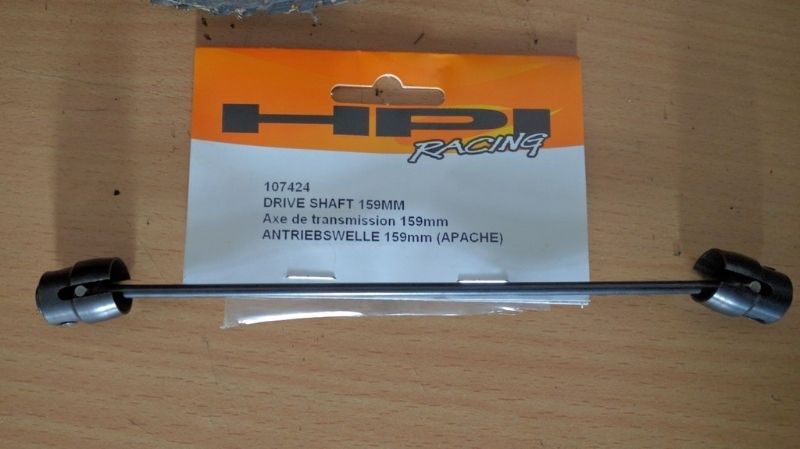 HPI
RACING
107424
DRIVE SHAFT 159MM
Axe de transmission 159mm
ANTRIEBSWELLE 159mm (APACHE)